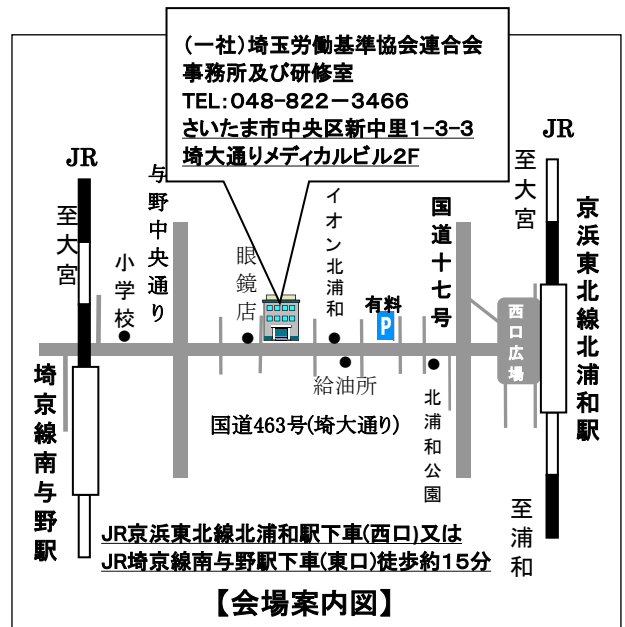 （一社）埼玉労働基準協会連合会
事務所及び研修室
TEL：048-822－3466
さいたま市中央区新中里1-3-3
埼大通りメディカルビル2F
JR
JR
至大宮
小学校
与野中央通り
眼鏡店
イオン北浦和
有料
P
国道十七号
至大宮
西口広場
京浜東北線北浦和駅
埼京線南与野駅
給油所
北浦和公園
国道463号(埼大通り)
至浦和
JR京浜東北線北浦和駅下車(西口)又は
JR埼京線南与野駅下車(東口)徒歩約15分
【会場案内図】